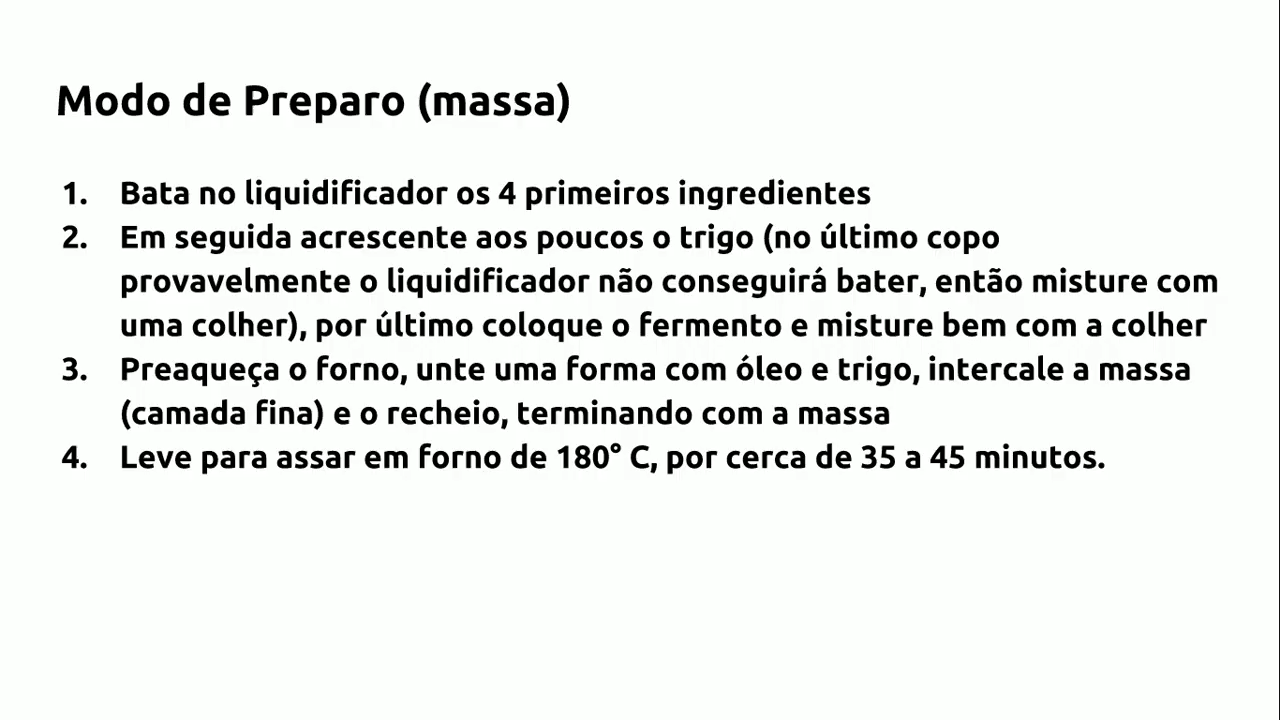 Modo de Preparo (massa)
1. Bata no liquidificador os 4 primeiros ingredientes
2. Em seguida acrescente aos poucos o trigo (no último copo
provavelmente o liquidificador não conseguirá bater, então misture com
uma colher), por último coloque o fermento e misture bem com a colher
3. Preaqueça o forno, unte uma forma com óleo e trigo, intercale a massa
(camada fina) e o recheio, terminando com a massa
4. Leve para assar em forno de 180° C, por cerca de 35 a 45 minutos.